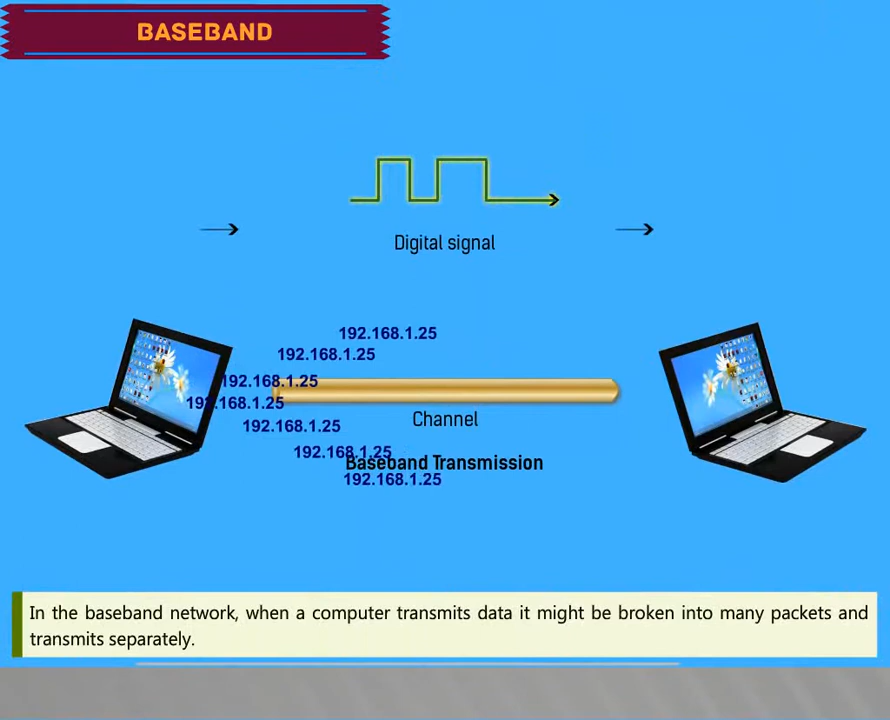 BASEBAND
Digital signal
192.168.1.25
192.168.1.25
192.168.1.25
192.168.1.25
Channel
192.168.1.25
192.168.1.25
Baseband Transmission
192.168.1.25
In the baseband network, when a computer transmits data it might be broken into many packets and
transmits separately.